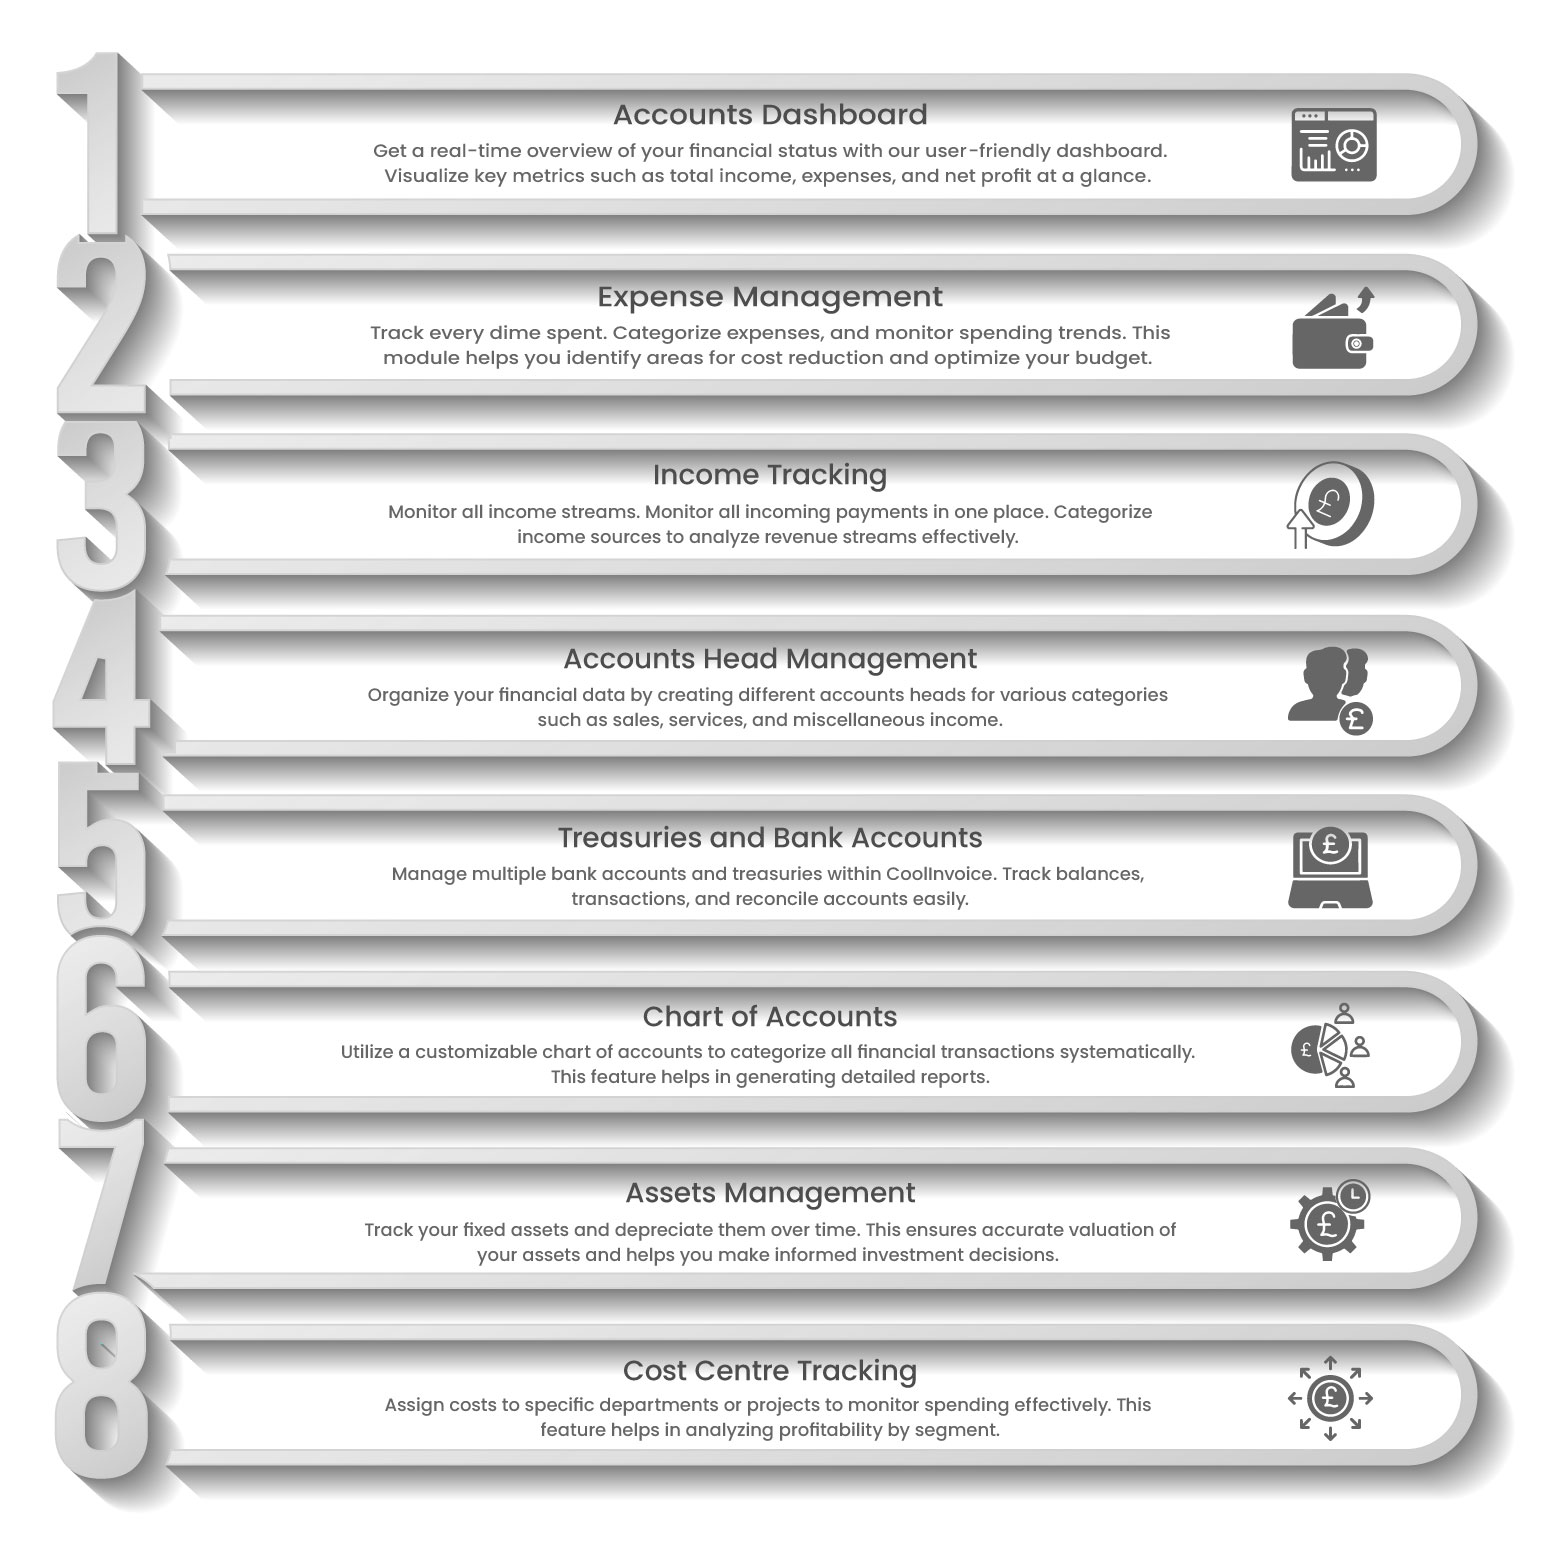 1
Accounts Dashboard
Get a real-time overview of your financial status with our user-friendly dashboard.
Visualize key metrics such as total income, expenses, and net profit at a glance.
2
Expense Management
Track every dime spent. Categorize expenses, and monitor spending trends. This
module helps you identify areas for cost reduction and optimize your budget.
3
Income Tracking
Monitor all income streams. Monitor all incoming payments in one place. Categorize
income sources to analyze revenue streams effectively.
£
4
Accounts Head Management
Organize your financial data by creating different accounts heads for various categories
such as sales, services, and miscellaneous income.
£
5
Treasuries and Bank Accounts
Manage multiple bank accounts and treasuries within CoolInvoice. Track balances,
transactions, and reconcile accounts easily.
£
6
Chart of Accounts
Utilize a customizable chart of accounts to categorize all financial transactions systematically.
This feature helps in generating detailed reports.
£
7
Assets Management
Track your fixed assets and depreciate them over time. This ensures accurate valuation of
your assets and helps you make informed investment decisions.
£
8
Cost Centre Tracking
Assign costs to specific departments or projects to monitor spending effectively. This
feature helps in analyzing profitability by segment.
£